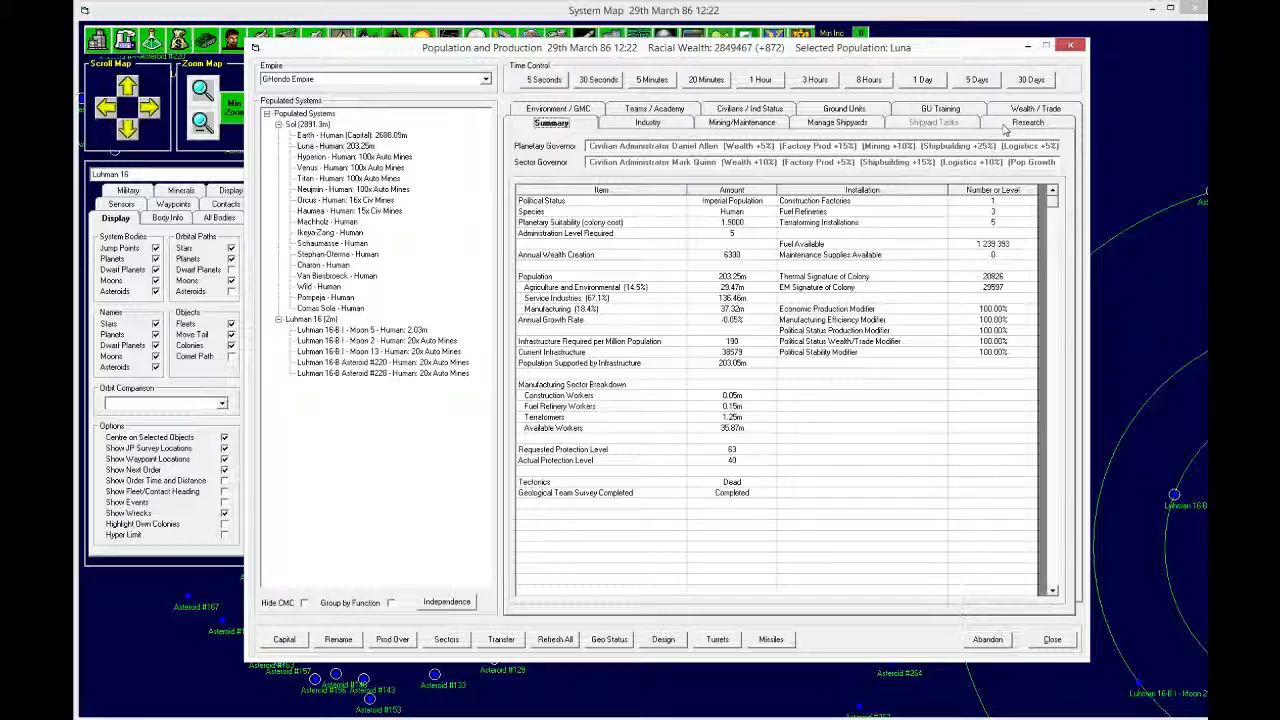 System Map  29th March 86 12:22
Min Inc
Scroll Map
Zoom Map
Min
Luhman 16
Military
Minerals
Display
Sensors
Waypoints
Contacts
Display
Body Info
All Bodies
System Bodies
Jump Points
Planets
Dwarf Planets
Moons
Asteroids
Orbital Paths
Stars
Planets
Dwarf Planets
Moons
Asteroids
Names
Stars
Planets
Dwarf Planets
Moons
Asteroids
Objects
Fleets
Move Tail
Colonies
Comet Path
Orbit Comparison
Options
Centre on Selected Objects
Show JP Survey Locations
Show Waypoint Locations
Show Next Order
Show Order Time and Distance
Show Fleet/Contact Heading
Show Events
Show Wrecks
Highlight Own Colonies
Hyper Limit
Population and Production  29th March 86 12:22  Racial Wealth: 2849467 (+872)  Selected Population: Luna
Empire
GHondo Empire
Time Control
5 Seconds
30 Seconds
5 Minutes
20 Minutes
1 Hour
3 Hours
8 Hours
1 Day
5 Days
30 Days
Populated Systems
Populated Systems
Sol (2891.3m)
Earth - Human (Capital): 2688.09m
Luna - Human: 203.25m
Hyperion - Human: 100x Auto Mines
Venus - Human: 100x Auto Mines
Titan - Human: 100x Auto Mines
Neujmin - Human: 100x Auto Mines
Orcus - Human: 16x Civ Mines
Haumea - Human: 15x Civ Mines
Machholz - Human
Ikeya-Zang - Human
Schaumasse - Human
Stephan-Oterma - Human
Charon - Human
Van Biesbroeck - Human
Wild - Human
Pompeja - Human
Comas Sola - Human
Luhman 16 (2m)
Luhman 16-B I - Moon 5 - Human: 2.03m
Luhman 16-B I - Moon 2 - Human: 20x Auto Mines
Luhman 16-B I - Moon 13 - Human: 20x Auto Mines
Luhman 16-B Asteroid #220 - Human: 20x Auto Mines
Luhman 16-B Asteroid #228 - Human: 20x Auto Mines
Hide CMC
Group by Function
Independence
Environment / GMC
Teams / Academy
Civilians / Ind Status
Ground Units
GU Training
Wealth / Trade
Summary
Industry
Mining/Maintenance
Manage Shipyards
Shipyard Tasks
Research
Planetary Governor  Civilian Administrator Daniel Allen  (Wealth +5%)  (Factory Prod +15%)  (Mining +10%)  (Shipbuilding +25%)  (Logistics +5%)
Sector Governor  Civilian Administrator Mark Quinn  (Wealth +10%)  (Factory Prod +5%)  (Shipbuilding +15%)  (Logistics +10%)  (Pop Growth
Item  Amount  Installation  Number or Level
Political Status  Imperial Population  Construction Factories  1
Species  Human  Fuel Refineries  3
Planetary Suitability (colony cost)  1.9000  Terraforming Installations  5
Administration Level Required  5
Fuel Available  1 239 393
Annual Wealth Creation  6300  Maintenance Supplies Available  0
Population  203.25m  Thermal Signature of Colony  20826
Agriculture and Environmental (14.5%)  29.47m  EM Signature of Colony  29597
Service Industries (67.1%)  136.46m
Manufacturing (18.4%)  37.32m  Economic Production Modifier  100.00%
Annual Growth Rate  -0.05%  Manufacturing Efficiency Modifier  100.00%
Political Status Production Modifier  100.00%
Infrastructure Required per Million Population  190  Political Status Wealth/Trade Modifier  100.00%
Current Infrastructure  38579  Political Stability Modifier  100.00%
Population Supported by Infrastructure  203.05m
Manufacturing Sector Breakdown
Construction Workers  0.05m
Fuel Refinery Workers  0.15m
Terraformers  1.25m
Available Workers  35.87m
Requested Protection Level  63
Actual Protection Level  40
Tectonics  Dead
Geological Team Survey Completed  Completed
Capital
Rename
Prod Over
Sectors
Transfer
Refresh All
Geo Status
Design
Turrets
Missiles
Abandon
Close
Luhman 16-B
Asteroid #167
Asteroid #157
Asteroid #143
Asteroid #153
Asteroid #133
Asteroid #129
Asteroid #264
Luhman 16-B I - Moon 2